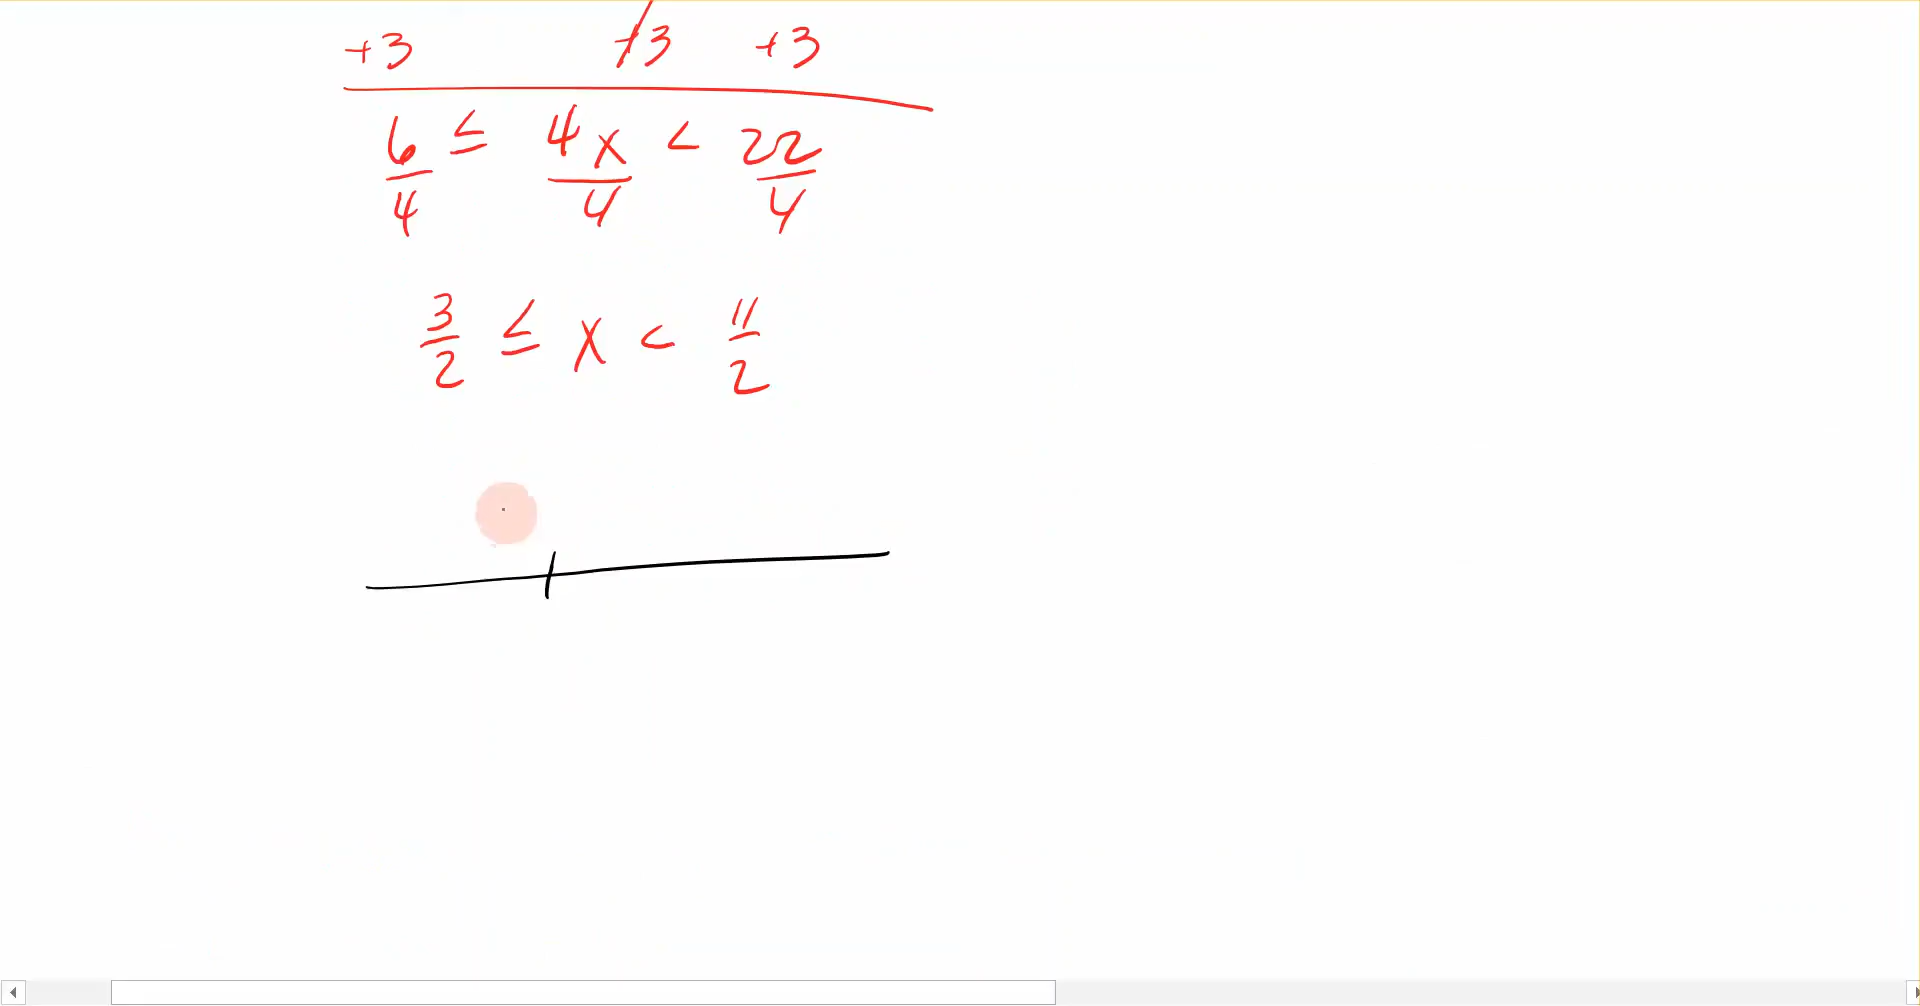 +3 +3 +3
6/4 ≤ 4x/4 < 22/4
3/2 ≤ x < 11/2